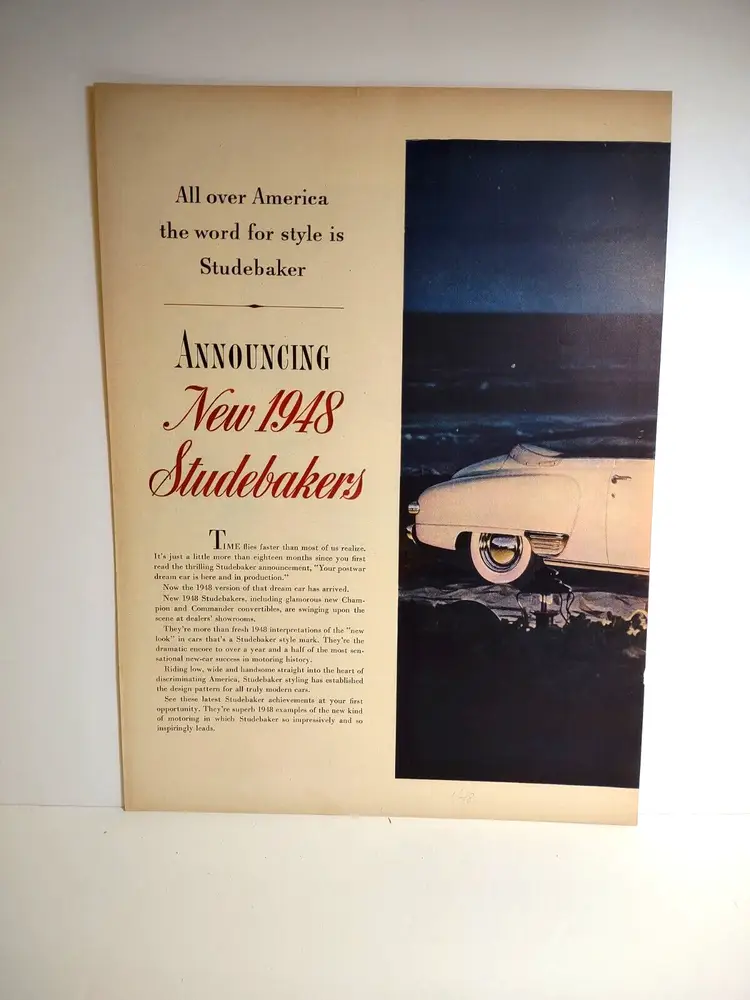 All over America
the word for style is
Studebaker
ANNOUNCING
New 1948
Studebakers
TIME flies faster than most of us realize.
It's just a little more than eighteen months since you first
read the thrilling Studebaker announcement, "Your postwar
dream car is here and in production."
Now the 1948 version of that dream car has arrived.
New 1948 Studebakers, including glamorous new Cham-
pion and Commander convertibles, are swinging upon the
scene at dealers' showrooms.
They're more than fresh 1948 interpretations of the "new
look" in cars that's a Studebaker style mark. They're the
dramatic encore to over a year and a half of the most sen-
sational new-car success in motoring history.
Riding low, wide and handsome straight into the heart of
discriminating America, Studebaker styling has established
the design pattern for all truly modern cars.
See these latest Studebaker achievements at your first
opportunity. They're superb 1948 examples of the new kind
of motoring in which Studebaker so impressively and so
inspiringly leads.